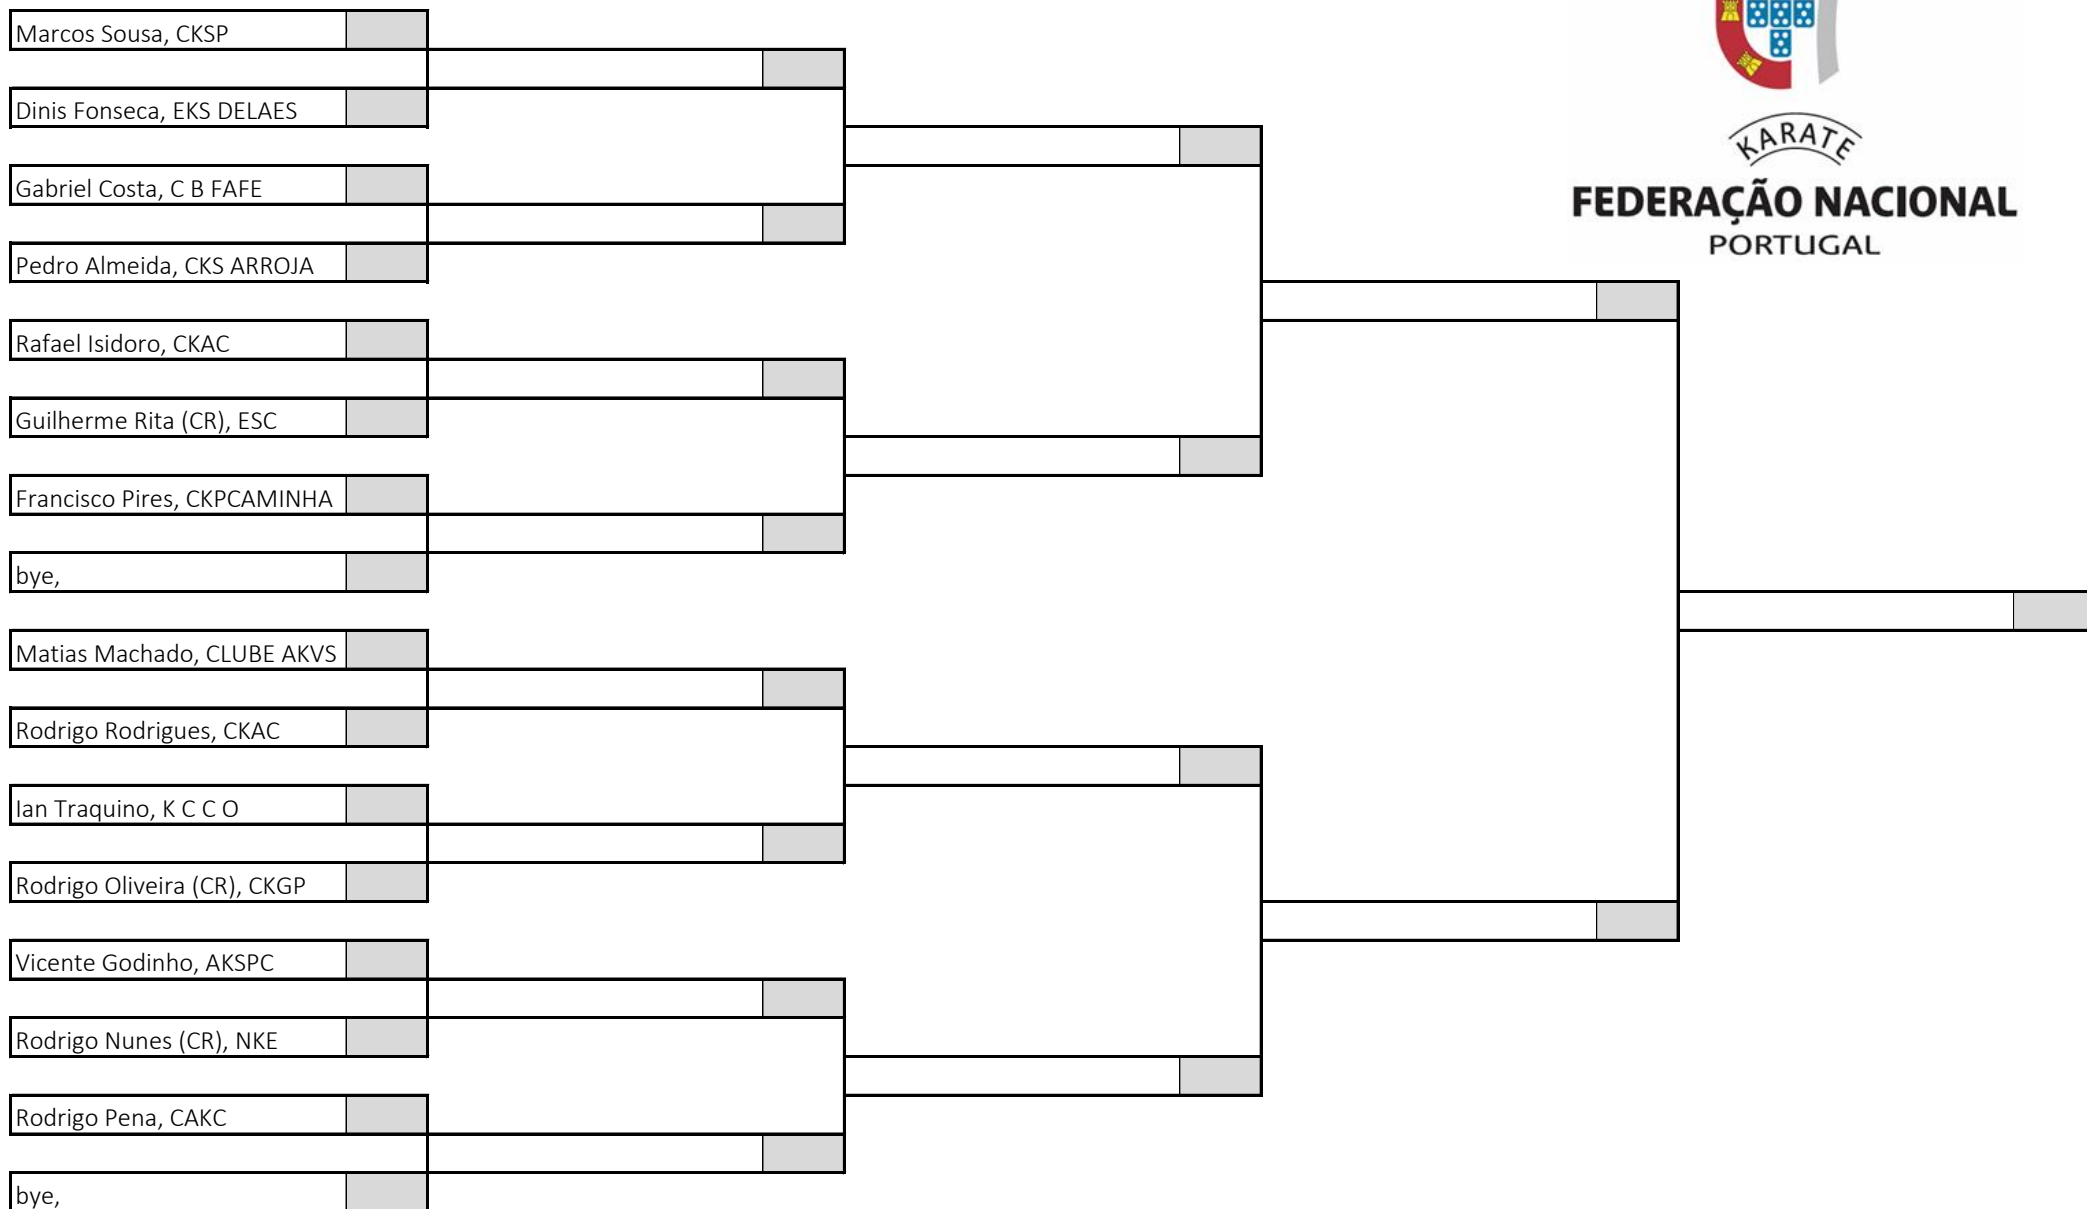 Marcos Sousa, CKSP
Dinis Fonseca, EKS DELAES
Gabriel Costa, C B FAFE
Pedro Almeida, CKS ARROJA
Rafael Isidoro, CKAC
Guilherme Rita (CR), ESC
Francisco Pires, CKPCAMINHA
bye,
Matias Machado, CLUBE AKVS
Rodrigo Rodrigues, CKAC
Ian Traquino, K C C O
Rodrigo Oliveira (CR), CKGP
Vicente Godinho, AKSPC
Rodrigo Nunes (CR), NKE
Rodrigo Pena, CAKC
bye,
KARATE
FEDERAÇÃO NACIONAL
PORTUGAL